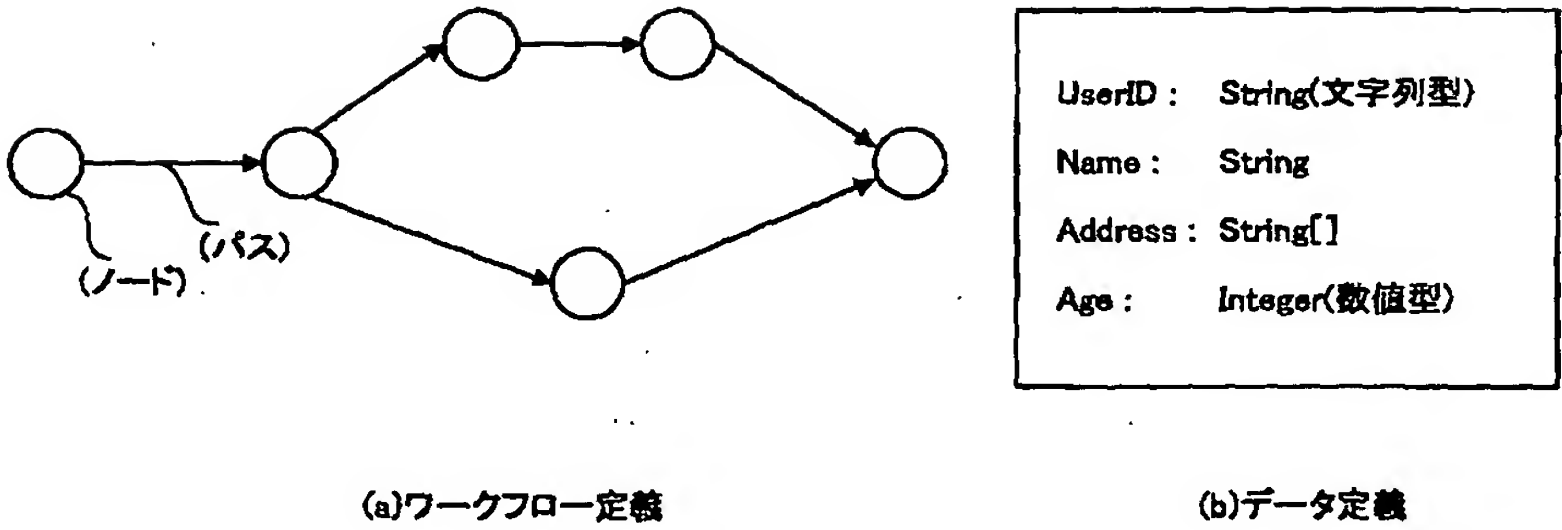 (パス)
(ノード)
UserID : String(文字列型)
Name : String
Address : String[]
Age : Integer(数値型)
(a)ワークフロー定義
(b)データ定義